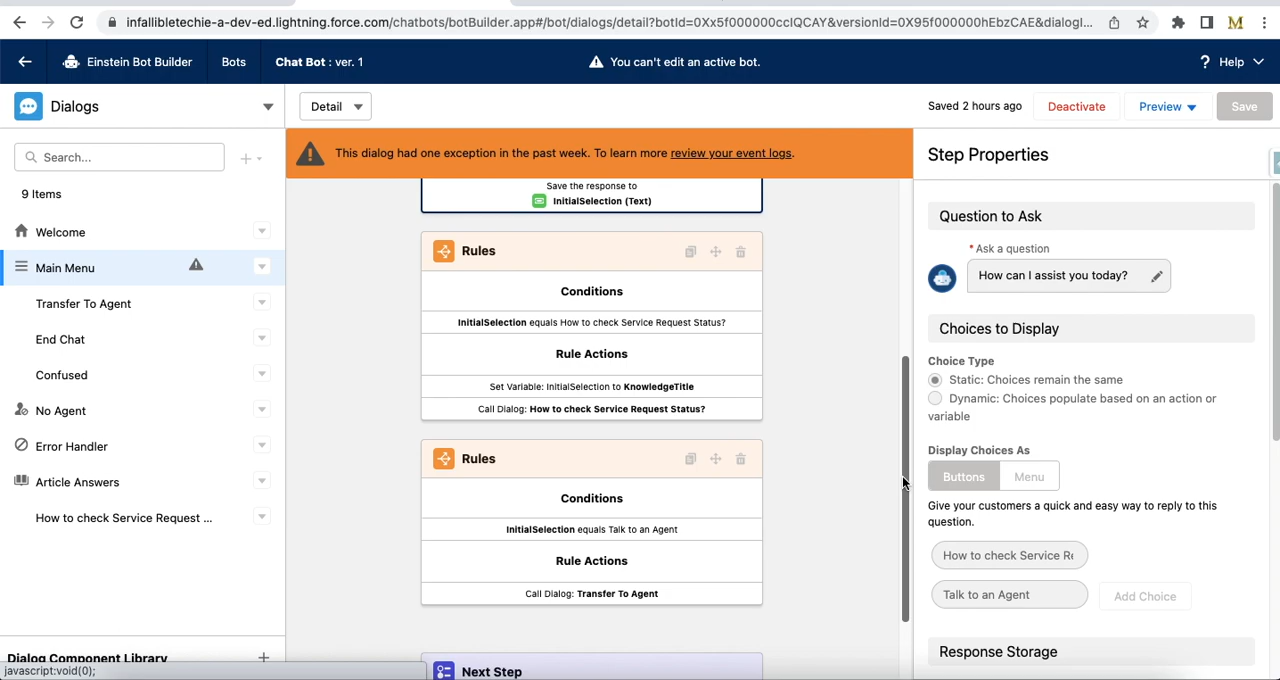 infallibletechie-a-dev-ed.lightning.force.com/chatbots/botBuilder.app#/bot/dialogs/detail?botId=0Xx5f000000ccIQCAY&versionId=0X95f000000hEbzCAE&dialogI...
Einstein Bot Builder
Bots
Chat Bot : ver. 1
You can't edit an active bot.
? Help
Dialogs
Detail
Saved 2 hours ago
Deactivate
Preview
Save
Search...
9 Items
Welcome
Main Menu
Transfer To Agent
End Chat
Confused
No Agent
Error Handler
Article Answers
How to check Service Request ...
Dialog Component Library
javascript:void(0);
This dialog had one exception in the past week. To learn more review your event logs.
Save the response to
InitialSelection (Text)
Rules
Conditions
InitialSelection equals How to check Service Request Status?
Rule Actions
Set Variable: InitialSelection to KnowledgeTitle
Call Dialog: How to check Service Request Status?
Rules
Conditions
InitialSelection equals Talk to an Agent
Rule Actions
Call Dialog: Transfer To Agent
Next Step
Step Properties
Question to Ask
* Ask a question
How can I assist you today?
Choices to Display
Choice Type
Static: Choices remain the same
Dynamic: Choices populate based on an action or
variable
Display Choices As
Buttons
Menu
Give your customers a quick and easy way to reply to this
question.
How to check Service Re
Talk to an Agent
Add Choice
Response Storage